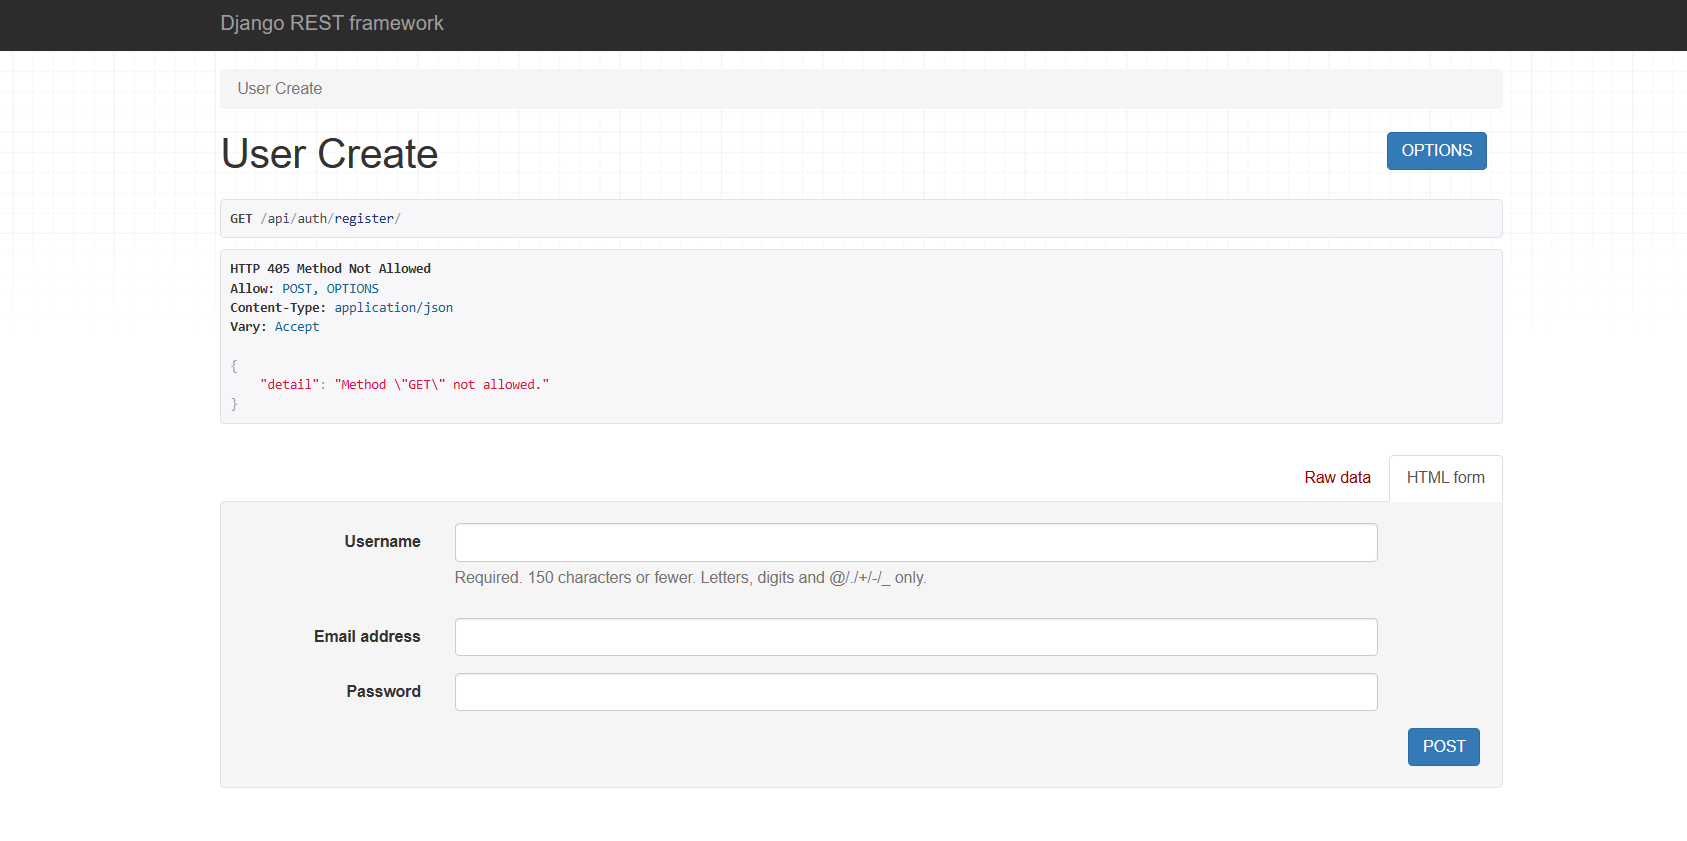 Django REST framework
User Create
User Create
OPTIONS
GET /api/auth/register/
HTTP 405 Method Not Allowed
Allow: POST, OPTIONS
Content-Type: application/json
Vary: Accept
{
"detail": "Method \"GET\" not allowed."
}
Raw data
HTML form
Username
Required. 150 characters or fewer. Letters, digits and @/./+/-/_ only.
Email address
Password
POST